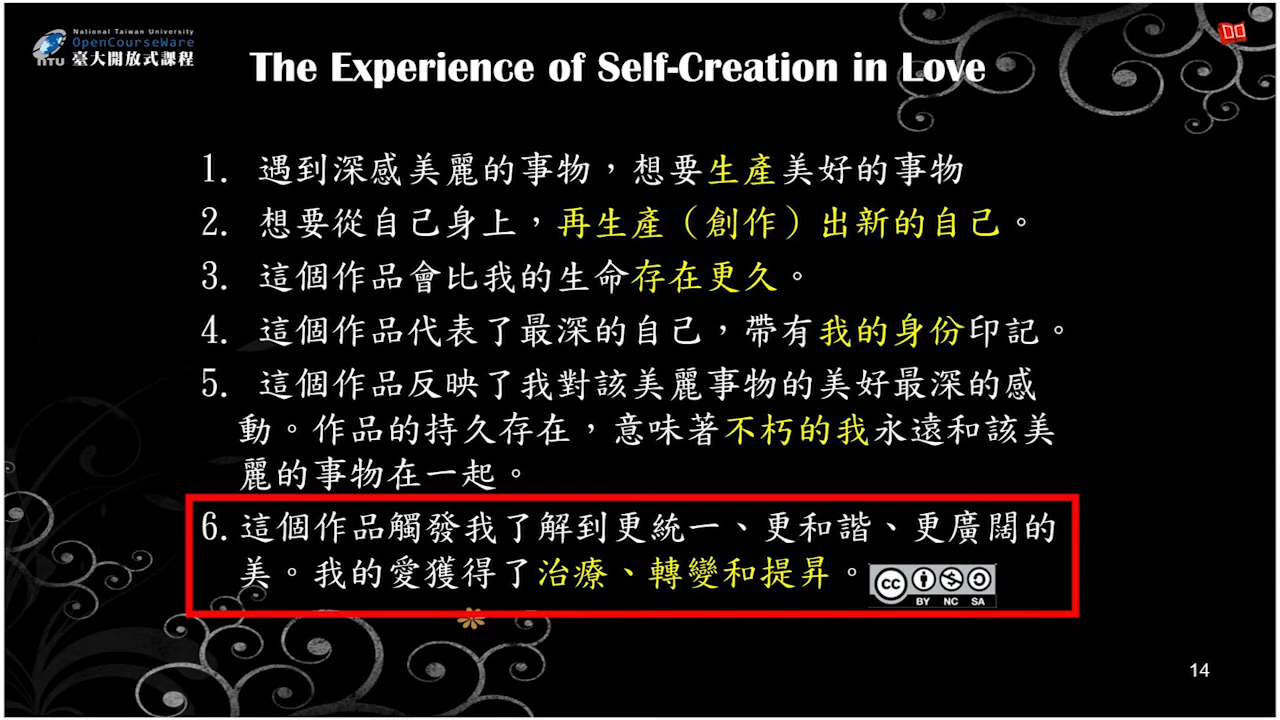 National Taiwan University
OpenCourseWare
NTU 臺大開放式課程
The Experience of Self-Creation in Love
1. 遇到深感美麗的事物，想要生產美好的事物
2. 想要從自己身上，再生產（創作）出新的自己。
3. 這個作品會比我的生命存在更久。
4. 這個作品代表了最深的自己，帶有我的身份印記。
5. 這個作品反映了我對該美麗事物的美好最深的感
動。作品的持久存在，意味著不朽的我永遠和該美
麗的事物在一起。
6. 這個作品觸發我了解到更統一、更和諧、更廣闊的
美。我的愛獲得了治療、轉變和提昇。
cc BY NC SA
14